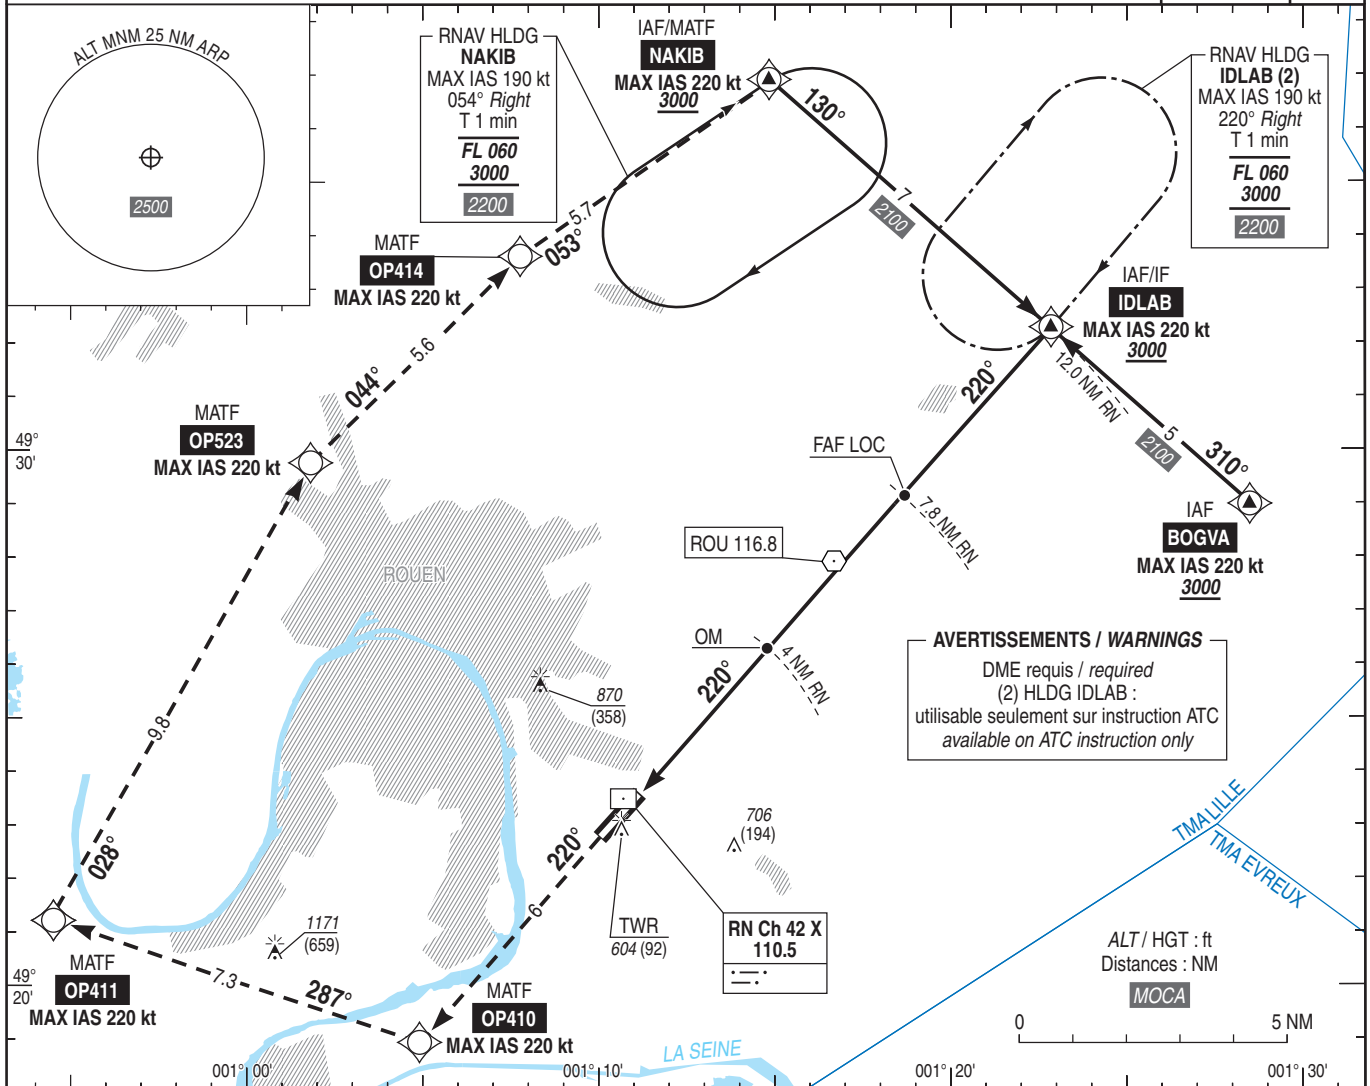 ALT MNM 25 NM ARP
2500
RNAV HLDG
NAKIB
MAX IAS 190 kt
054° Right
T 1 min
FL 060
3000
2200
IAF/MATF
NAKIB
MAX IAS 220 kt
3000
130°
7
2100
RNAV HLDG
IDLAB (2)
MAX IAS 190 kt
220° Right
T 1 min
FL 060
3000
2200
MATF
OP414
MAX IAS 220 kt
5.7
053°
IAF/IF
IDLAB
MAX IAS 220 kt
3000
12.0 NM RN
220°
5.6
044°
MATF
OP523
MAX IAS 220 kt
49°
30'
FAF LOC
7.8 NM RN
5
2100
310°
IAF
BOGVA
MAX IAS 220 kt
3000
ROU 116.8
ROUEN
OM
4 NM RN
220°
AVERTISSEMENTS / WARNINGS
DME requis / required
(2) HLDG IDLAB :
utilisable seulement sur instruction ATC
available on ATC instruction only
870
(358)
9.8
028°
706
(194)
220°
6
TMA LILLE
TMA EVREUX
1171
(659)
TWR
604 (92)
RN Ch 42 X
110.5
ALT / HGT : ft
Distances : NM
MOCA
49°
20'
MATF
OP411
MAX IAS 220 kt
7.3
287°
MATF
OP410
MAX IAS 220 kt
0
5 NM
LA SEINE
001° 00'
001° 10'
001° 20'
001° 30'